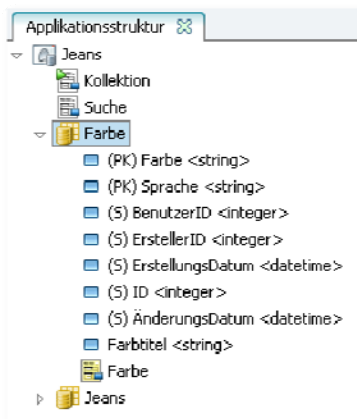 Applikationsstruktur
Jeans
Kollektion
Suche
Farbe
(PK) Farbe <string>
(PK) Sprache <string>
(S) BenutzerID <integer>
(S) ErstellerID <integer>
(S) ErstellungsDatum <datetime>
(S) ID <integer>
(S) ÄnderungsDatum <datetime>
Farbtitel <string>
Farbe
Jeans